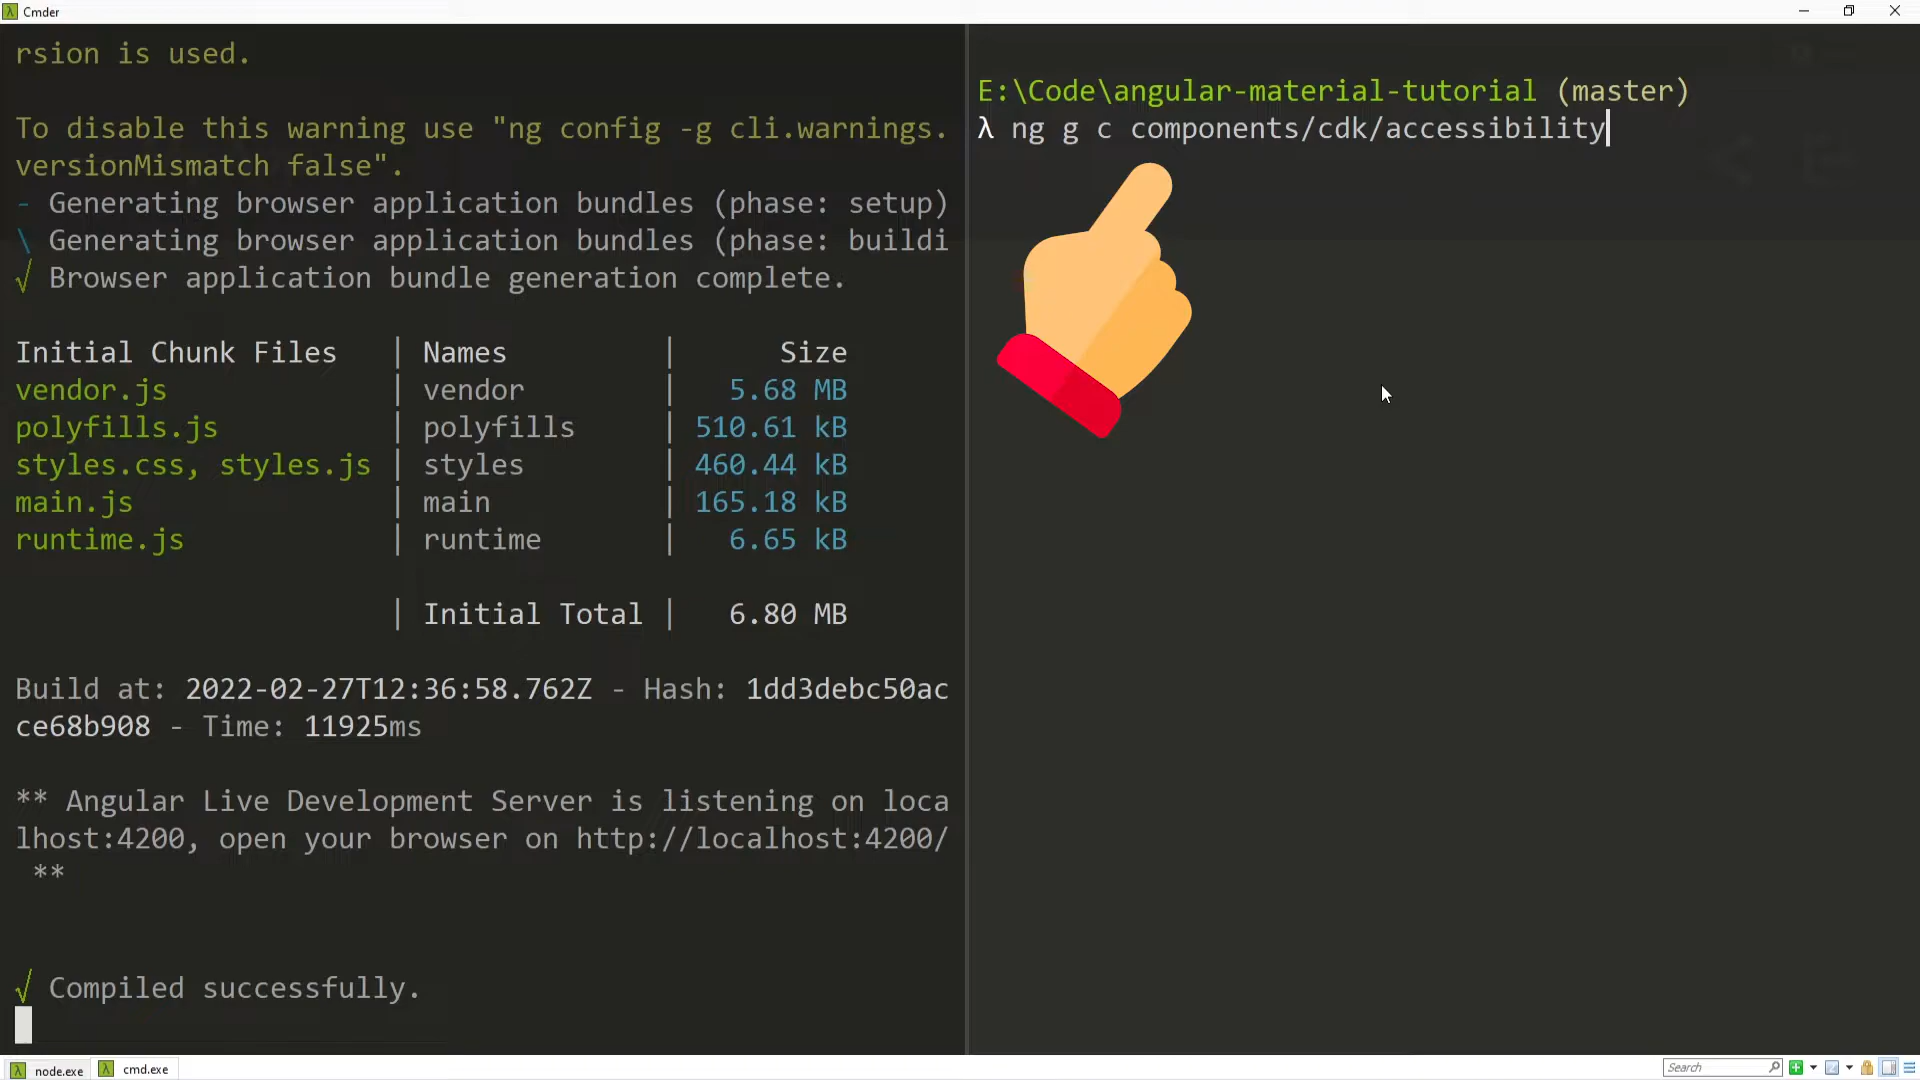 Cmder
rsion is used.
To disable this warning use "ng config -g cli.warnings.
versionMismatch false".
- Generating browser application bundles (phase: setup)
\ Generating browser application bundles (phase: buildi
√ Browser application bundle generation complete.
Initial Chunk Files | Names | Size
vendor.js | vendor | 5.68 MB
polyfills.js | polyfills | 510.61 kB
styles.css, styles.js | styles | 460.44 kB
main.js | main | 165.18 kB
runtime.js | runtime | 6.65 kB
| Initial Total | 6.80 MB
Build at: 2022-02-27T12:36:58.762Z - Hash: 1dd3debc50ac
ce68b908 - Time: 11925ms
** Angular Live Development Server is listening on loca
lhost:4200, open your browser on http://localhost:4200/
**
√ Compiled successfully.
E:\Code\angular-material-tutorial (master)
λ ng g c components/cdk/accessibility
node.exe
cmd.exe
Search